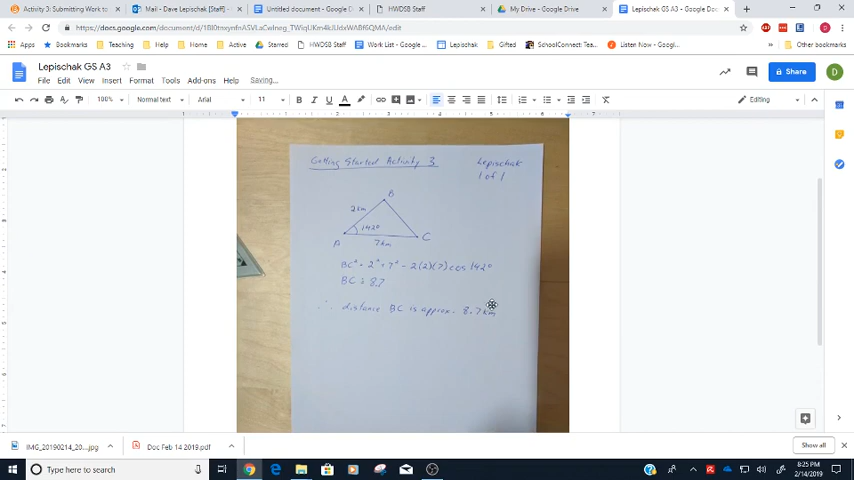 Activity 3: Submitting Work to
Mail - Dave Lepischak - Outlook
Untitled document - Google D
HWDSB Staff
My Drive - Google Drive
Lepischak GS A3 - Google Doc
Apps
Bookmarks
Library
Teaching
Help
Home
Avatar
HWDSB Staff
Work List - Google ...
Lepischak
Gifted
SchoolConnect: Tea...
Listen Now - Googl...
Other bookmarks
Lepischak GS A3
File Edit View Insert Format Tools Add-ons Help Saving...
Share
D
100% Normal text Arial 11 Editing
Getting Started Activity 3
Lepischak
1 of 1
B
2km
142°
A
7km
C
BC² = 2² + 7² - 2(2)(7) cos 142°
BC ≐ 8.7
∴ distance BC is approx. 8.7 km
IMG_20190214_20....jpg
Doc Feb 14 2019.pdf
Show all
Type here to search
8:25 PM
2/14/2019